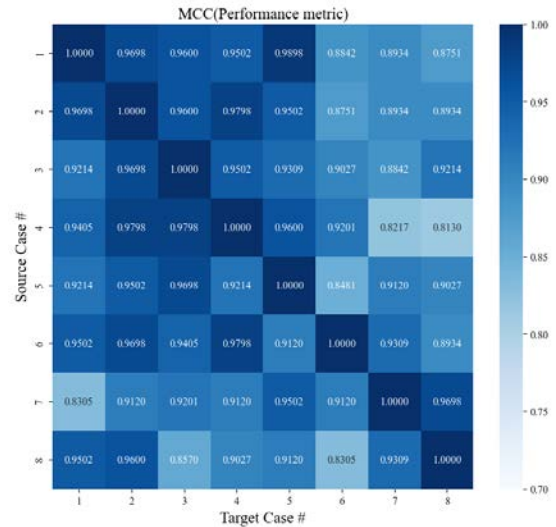 MCC(Performance metric)
1 1.0000 0.9698 0.9600 0.9502 0.9898 0.8842 0.8934 0.8751
2 0.9698 1.0000 0.9600 0.9798 0.9502 0.8751 0.8934 0.8934
3 0.9214 0.9698 1.0000 0.9502 0.9309 0.9027 0.8842 0.9214
4 0.9405 0.9798 0.9798 1.0000 0.9600 0.9201 0.8217 0.8130
5 0.9214 0.9502 0.9698 0.9214 1.0000 0.8481 0.9120 0.9027
6 0.9502 0.9698 0.9405 0.9798 0.9120 1.0000 0.9309 0.8934
7 0.8305 0.9120 0.9201 0.9120 0.9502 0.9120 1.0000 0.9698
8 0.9502 0.9600 0.8570 0.9027 0.9120 0.8305 0.9309 1.0000
1 2 3 4 5 6 7 8
Source Case #
Target Case #
1.00
0.95
0.90
0.85
0.80
0.75
0.70